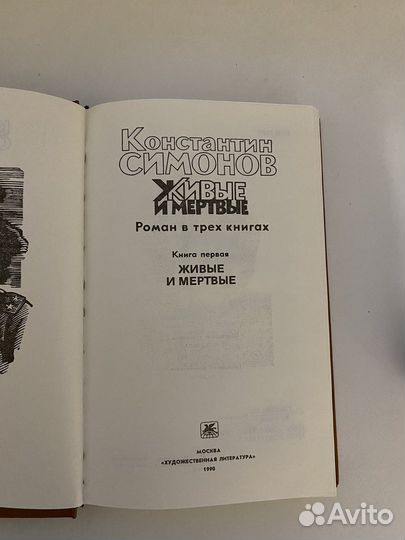 Константин
СИМОНОВ
ЖИВЫЕ
И МЕРТВЫЕ
Роман в трех книгах
Книга первая
ЖИВЫЕ
И МЕРТВЫЕ
МОСКВА
«ХУДОЖЕСТВЕННАЯ ЛИТЕРАТУРА»
1990
Avito